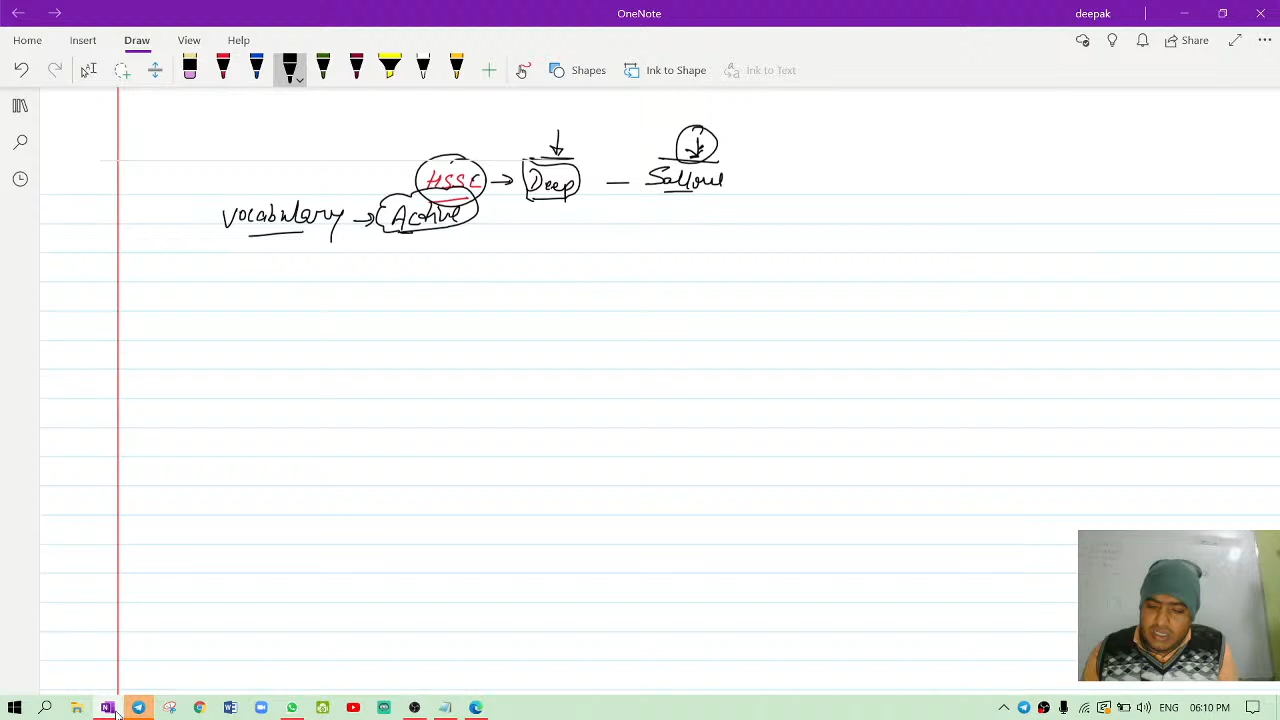 OneNote
deepak
Home Insert Draw View Help
Share
Shapes
Ink to Shape
Ink to Text
HSSC → Deep — Sallow
vocabulary → Active
06:10 PM